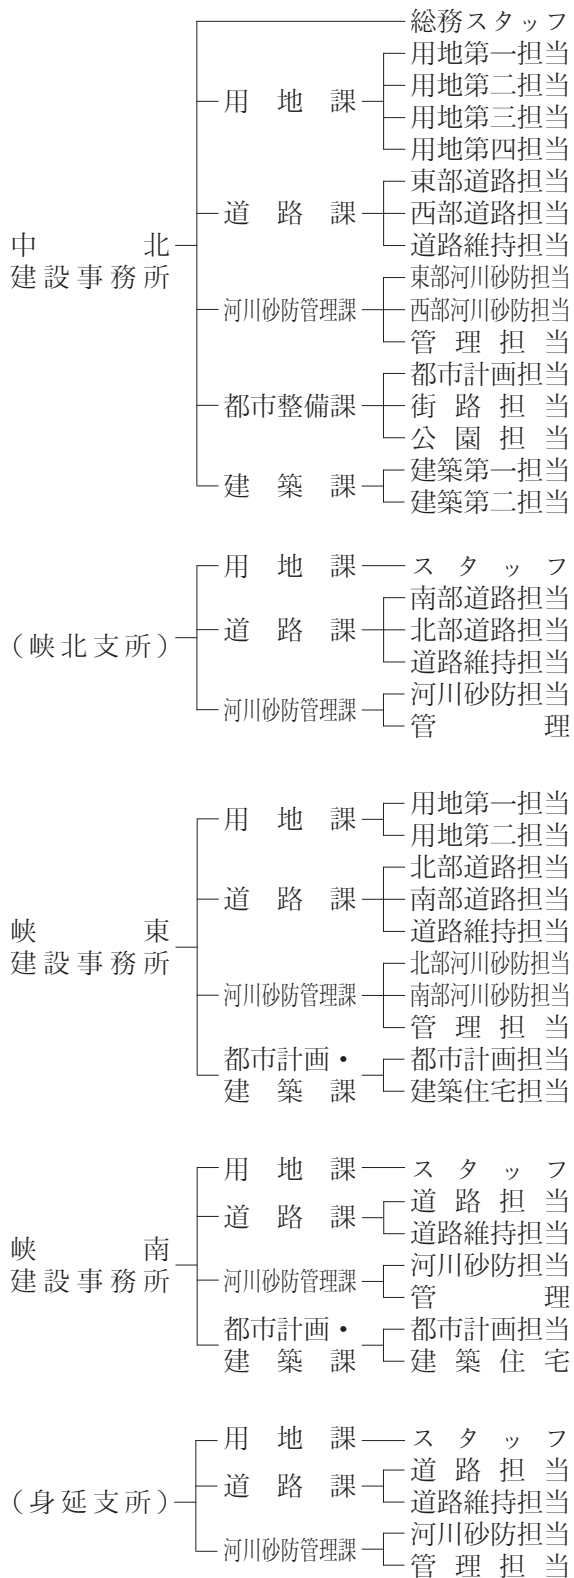 総務スタッフ
用地第一担当
用地第二担当
用地課
用地第三担当
用地第四担当
東部道路担当
道路課 西部道路担当
中北
建設事務所
道路維持担当
東部河川砂防担当
河川砂防管理課 西部河川砂防担当
管理担当
都市計画担当
都市整備課 街路担当
公園担当
建築課
建築第一担当
建築第二担当
(峡北支所)
用地課 スタッフ
南部道路担当
道路課 北部道路担当
道路維持担当
河川砂防管理課
河川砂防担当
管理
峡東
建設事務所
用地課
用地第一担当
用地第二担当
北部道路担当
道路課 南部道路担当
道路維持担当
北部河川砂防担当
河川砂防管理課 南部河川砂防担当
管理担当
都市計画・
建築課
都市計画担当
建築住宅担当
峡南
建設事務所
用地課 スタッフ
道路課
道路担当
道路維持担当
河川砂防管理課
河川砂防担当
管理
都市計画・
建築課
都市計画担当
建築住宅
(身延支所)
用地課 スタッフ
道路課
道路担当
道路維持担当
河川砂防管理課
河川砂防担当
管理担当